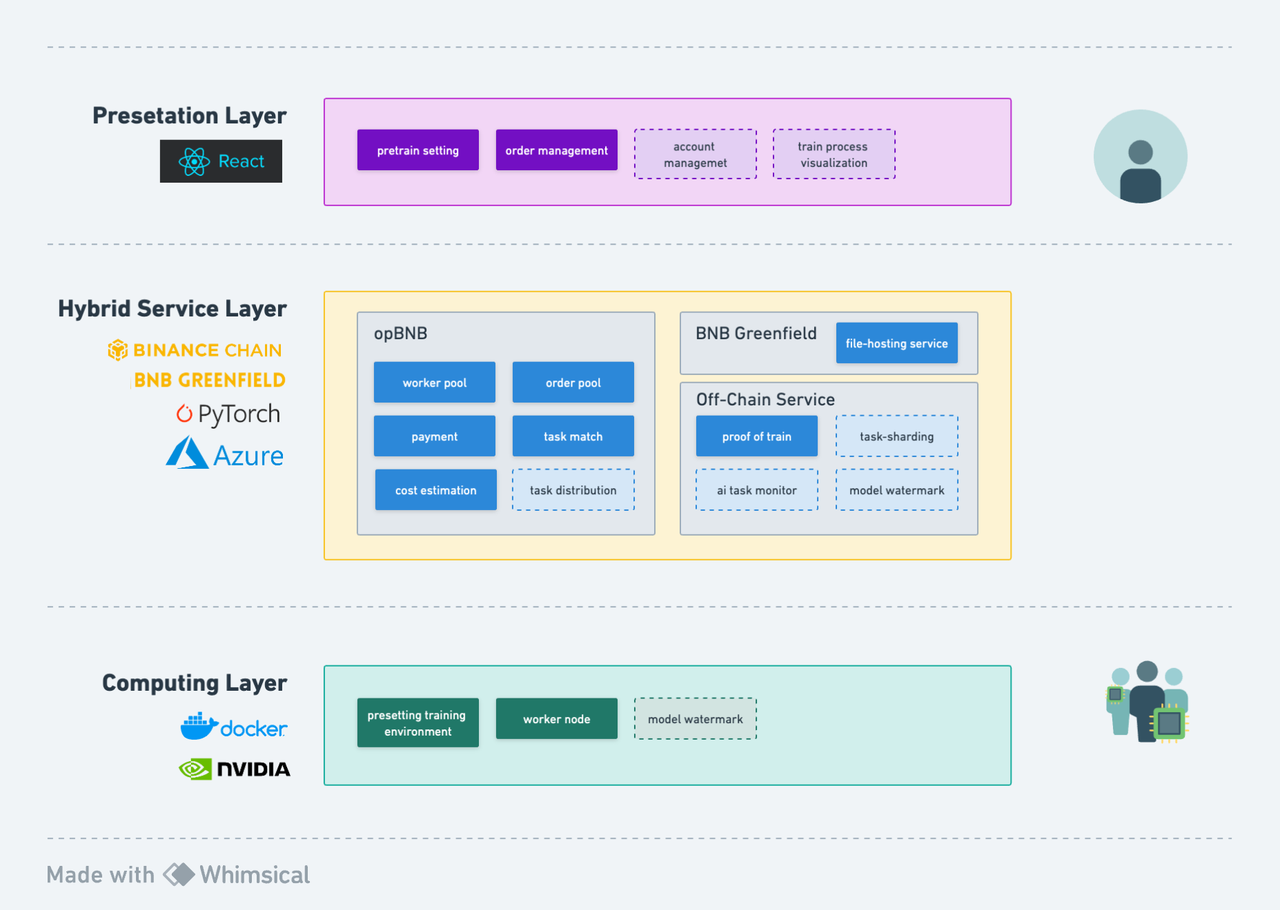 Presetation Layer
React
pretrain setting
order management
account
managemet
train process
visualization
Hybrid Service Layer
BINANCE CHAIN
BNB GREENFIELD
PyTorch
Azure
opBNB
worker pool
order pool
payment
task match
cost estimation
task distribution
BNB Greenfield
file-hosting service
Off-Chain Service
proof of train
task-sharding
ai task monitor
model watermark
Computing Layer
docker
NVIDIA
presetting training
environment
worker node
model watermark
Made with Whimsical